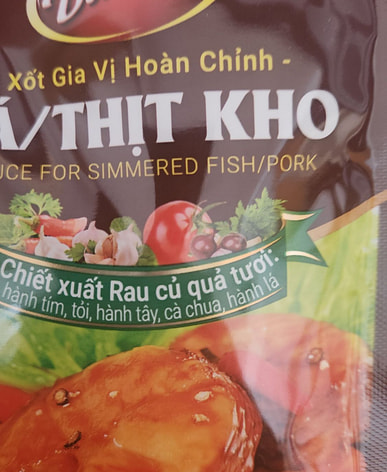 Xốt Gia Vị Hoàn Chỉnh -
/THỊT KHO
FOR SIMMERED FISH/PORK
Chiết xuất Rau củ quả tươi:
hành tím, tỏi, hành tây, cà chua, hành lá